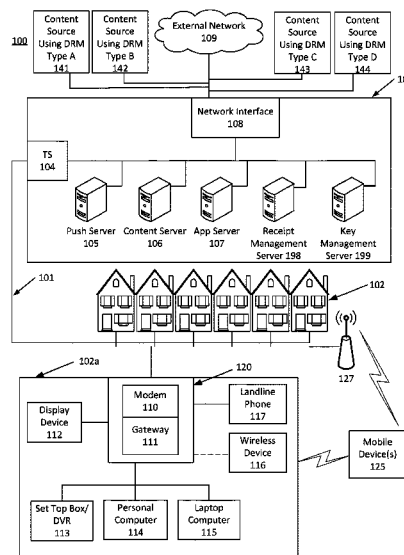 100
Content
Source
Using DRM
Type A
141
Content
Source
Using DRM
Type B
142
External Network
109
Content
Source
Using DRM
Type C
143
Content
Source
Using DRM
Type D
144
Network Interface
108
TS
104
Push Server
105
Content Server
106
App Server
107
Receipt
Management
Server 198
Key
Management
Server 199
101
102
127
102a
120
Modem
110
Gateway
111
Display
Device
112
Landline
Phone
117
Wireless
Device
116
Mobile
Device(s)
125
Set Top Box/
DVR
113
Personal
Computer
114
Laptop
Computer
115